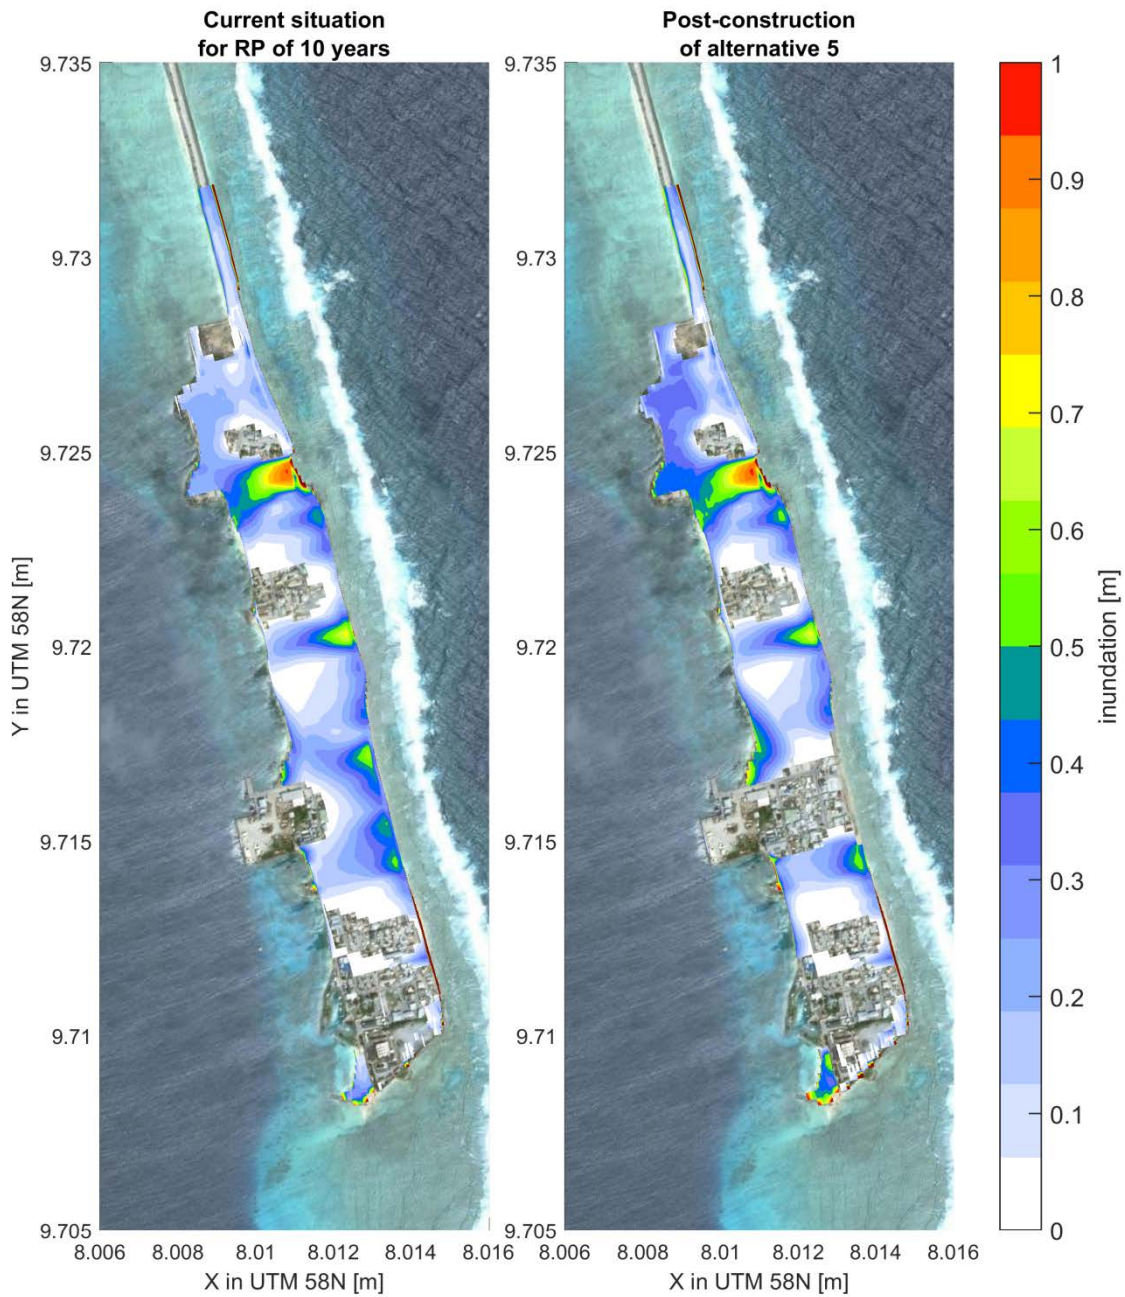 Current situation
for RP of 10 years
Post-construction
of alternative 5
9.735
9.73
9.725
9.72
9.715
9.71
9.705
Y in UTM 58N [m]
8.006 8.008 8.01 8.012 8.014 8.016
X in UTM 58N [m]
9.735
9.73
9.725
9.72
9.715
9.71
9.705
8.006 8.008 8.01 8.012 8.014 8.016
X in UTM 58N [m]
1
0.9
0.8
0.7
0.6
0.5
0.4
0.3
0.2
0.1
0
inundation [m]